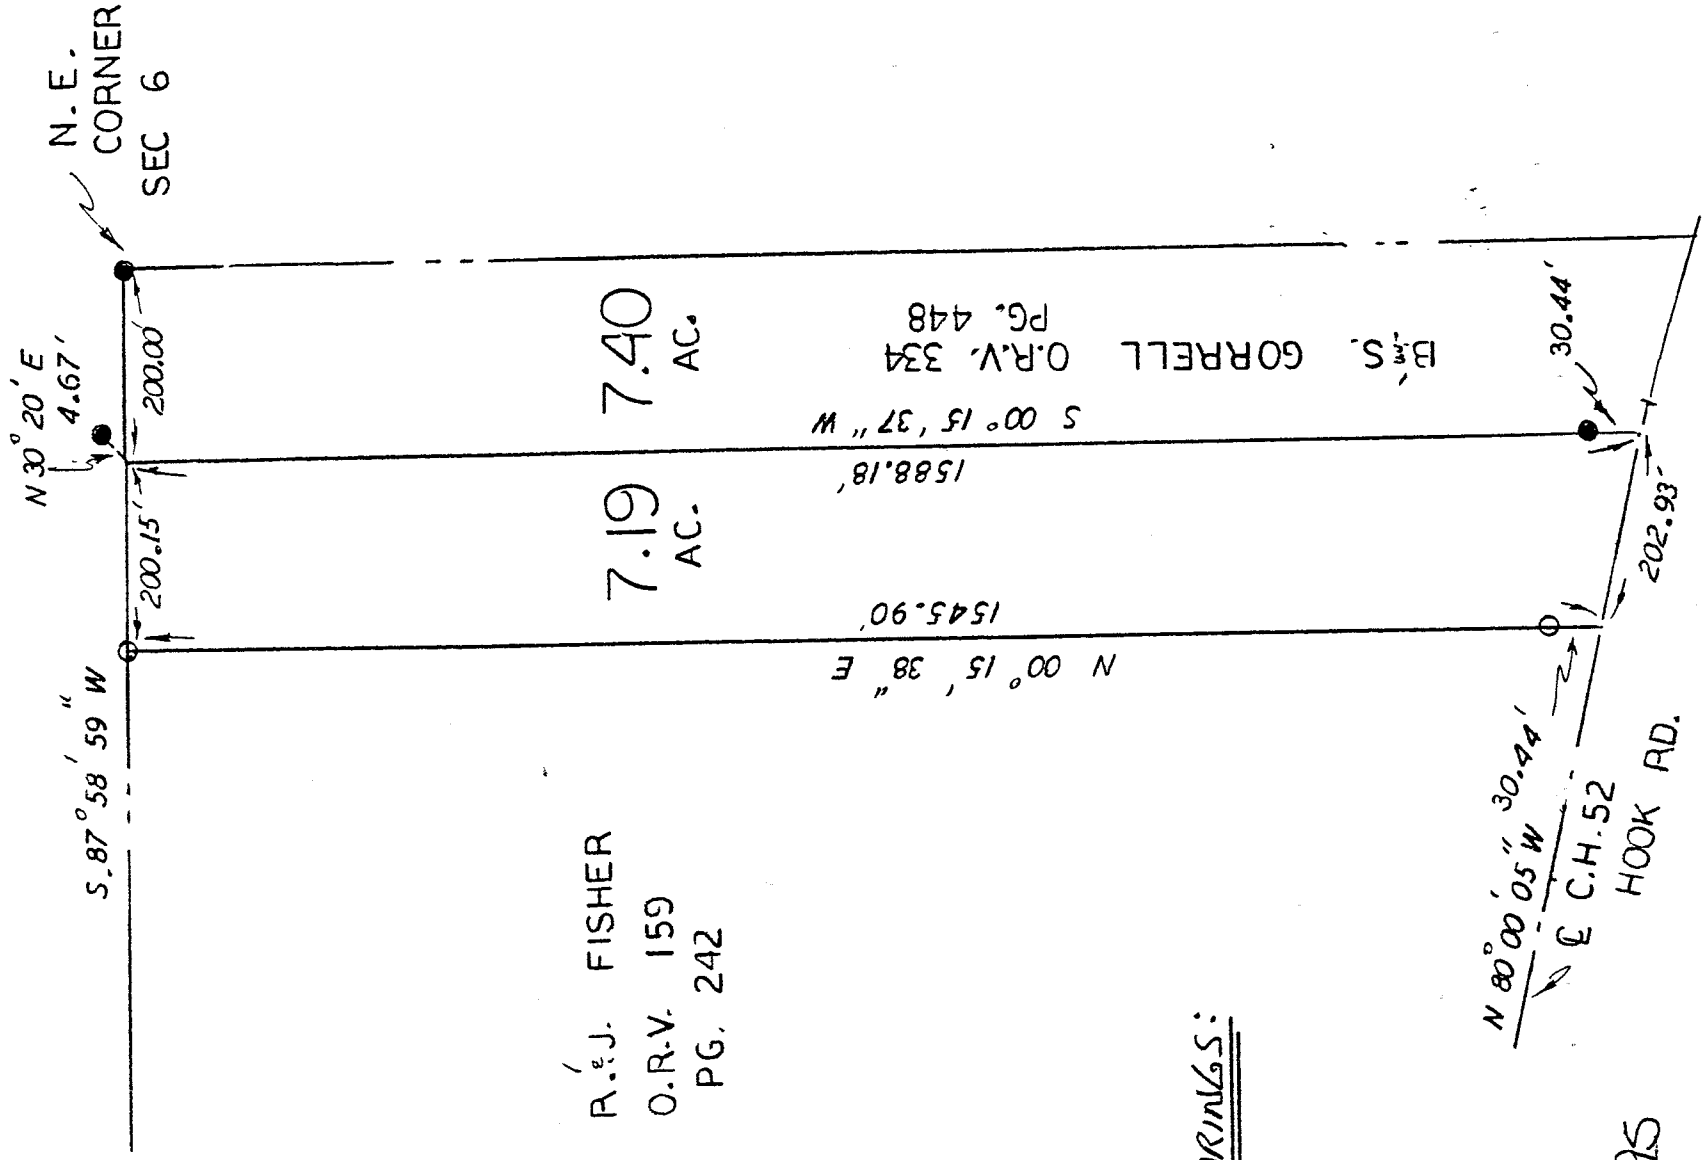 N.E.
CORNER
SEC 6
N 30° 20' E
4.67'
200.00'
200.15'
S. 87° 58' 59" W
7.40
AC.
7.19
AC.
B. & S. GORRELL
O.R.V. 334
PG. 448
S 00° 15' 37" W
1588.18'
1545.90'
N 00° 15' 38" E
R. & J. FISHER
O.R.V. 159
PG. 242
30.44'
202.93'
30.44'
N 80° 00' 05" W
℄ C.H. 52
HOOK RD.